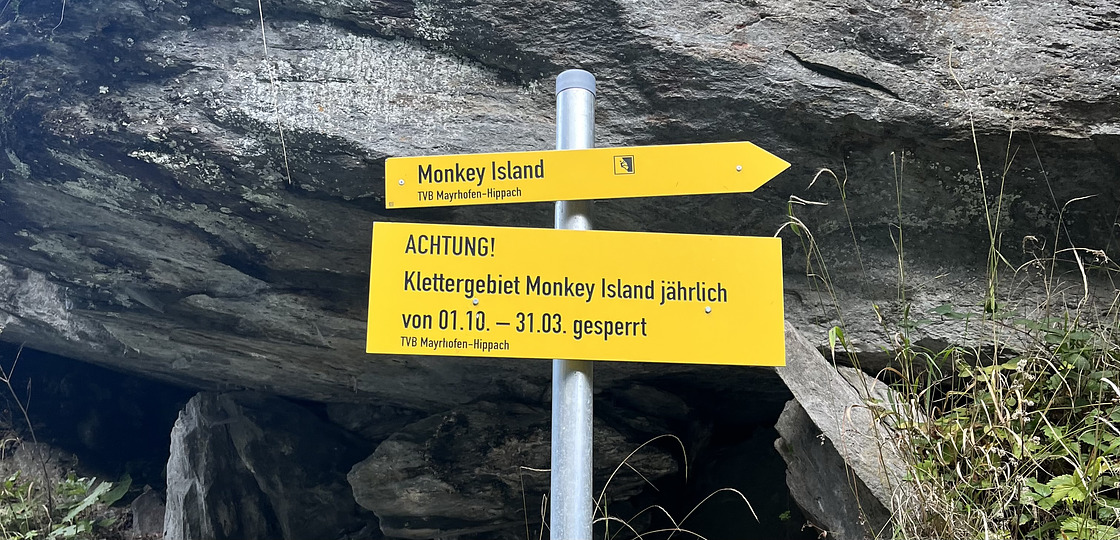 Monkey Island
TVB Mayrhofen-Hippach
ACHTUNG!
Klettergebiet Monkey Island jährlich
von 01.10. – 31.03. gesperrt
TVB Mayrhofen-Hippach